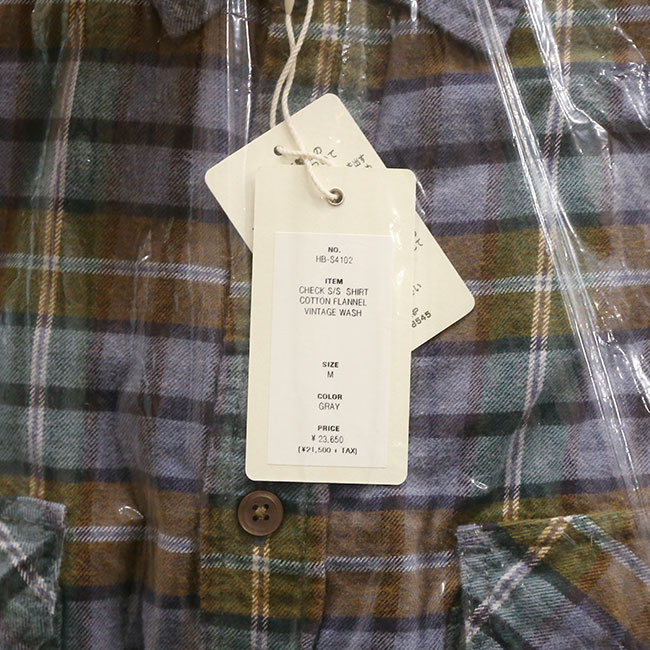 NO.
HB-S4102
ITEM
CHECK S/S SHIRT
COTTON FLANNEL
VINTAGE WASH
SIZE
M
COLOR
GRAY
PRICE
¥ 23,650
(¥21,500 + TAX)